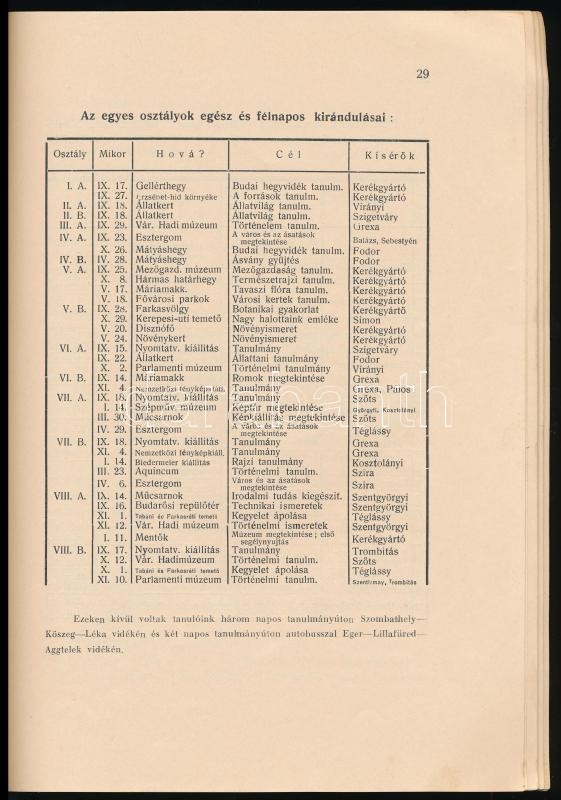 29
Az egyes osztályok egész és félnapos kirándulásai :
Osztály Mikor Hová? Cél Kisérők
I. A. IX. 17. Gellérthegy Budai hegyvidék tanulm. Kerékgyártó
IX. 27. Erzsébet-hid környéke A források tanulm. Kerékgyártó
II. A. IX. 18. Állatkert Állatvilág tanulm. Virányi
II. B. IX. 18. Állatkert Állatvilág tanulm. Szigetváry
III. A. IX. 29. Vár. Hadi múzeum Történelem tanulm. Grexa
IV. A. IX. 23. Esztergom A város és az ásatások megtekintése Balázs, Sebestyén
X. 26. Mátyáshegy Budai hegyvidék tanulm. Fodor
IV. B. IV. 28. Mátyáshegy Ásvány gyűjtés Fodor
V. A. IX. 25. Mezőgazd. múzeum Mezőgazdaság tanulm. Kerékgyártó
X. 8. Hármas határhegy Természetrajzi tanulm. Kerékgyártó
V. 17. Máriamakk. Tavaszi flóra tanulm. Kerékgyártó
V. 18. Fővárosi parkok Városi kertek tanulm. Kerékgyártó
V. B. IX. 28. Farkasvölgy Botanikai gyakorlat Kerékgyártó
X. 29. Kerepesi-uti temető Nagy halottaink emléke Simon
V. 20. Disznófő Növényismeret Kerékgyártó
V. 24. Növénykert Növényismeret Kerékgyártó
VI. A. IX. 15. Nyomtatv. kiállítás Tanulmány Szigetváry
IX. 22. Állatkert Állattani tanulmány Fodor
X. 2. Parlamenti múzeum Történelmi tanulmány Virányi
VI. B. IX. 14. Máriamakk Romok megtekintése Grexa
XI. 4. Nemzetközi fényképkiáll. Tanulmány Grexa, Pálos
VII. A. IX. 18. Nyomtatv. kiállítás Tanulmány Szőts
I. 14. Szépmüv. múzeum Képtár megtekintése Györgyfi, Kosztolányi
III. 30. Műcsarnok Képkiállítás megtekintése Szőts
IV. 29. Esztergom A város és az ásatások megtekintése Téglássy
VII. B. IX. 18. Nyomtatv. kiállítás Tanulmány Grexa
XI. 4. Nemzetközi fényképkiáll. Tanulmány Grexa
I. 14. Biedermeier kiállítás Rajzi tanulmány Kosztolányi
III. 23. Aquincum Történelmi tanulm. Szira
IV. 6. Esztergom Város és az ásatások megtekintése Szira
VIII. A. IX. 14. Műcsarnok Irodalmi tudás kiegészít. Szentgyörgyi
IX. 16. Budaörsi repülőtér Technikai ismeretek Szentgyörgyi
XI. 1. Tabáni és Farkasréti temető Kegyelet ápolása Téglássy
XI. 12. Vár. Hadi múzeum Történelmi ismeretek Szentgyörgyi
I. 11. Mentők Múzeum megtekintése ; első segélynyujtás Kerékgyártó
VIII. B. IX. 17. Nyomtatv. kiállítás Tanulmány Trombitás
X. 12. Vár. Hadimúzeum Történelmi tanulm. Szőts
X. 1. Tabáni és Farkasréti temető Kegyelet ápolása Téglássy
XI. 10. Parlamenti múzeum Történelmi tanulm. Szentirmay, Trombitás
Ezeken kívül voltak tanulóink három napos tanulmányúton Szombathely—
Kőszeg—Léka vidékén és két napos tanulmányúton autobusszal Eger—Lillafüred—
Aggtelek vidékén.
darabanth